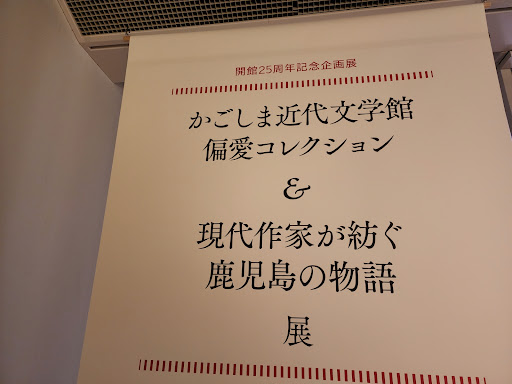 開館25周年記念企画展
かごしま近代文学館
偏愛コレクション
&
現代作家が紡ぐ
鹿児島の物語
展